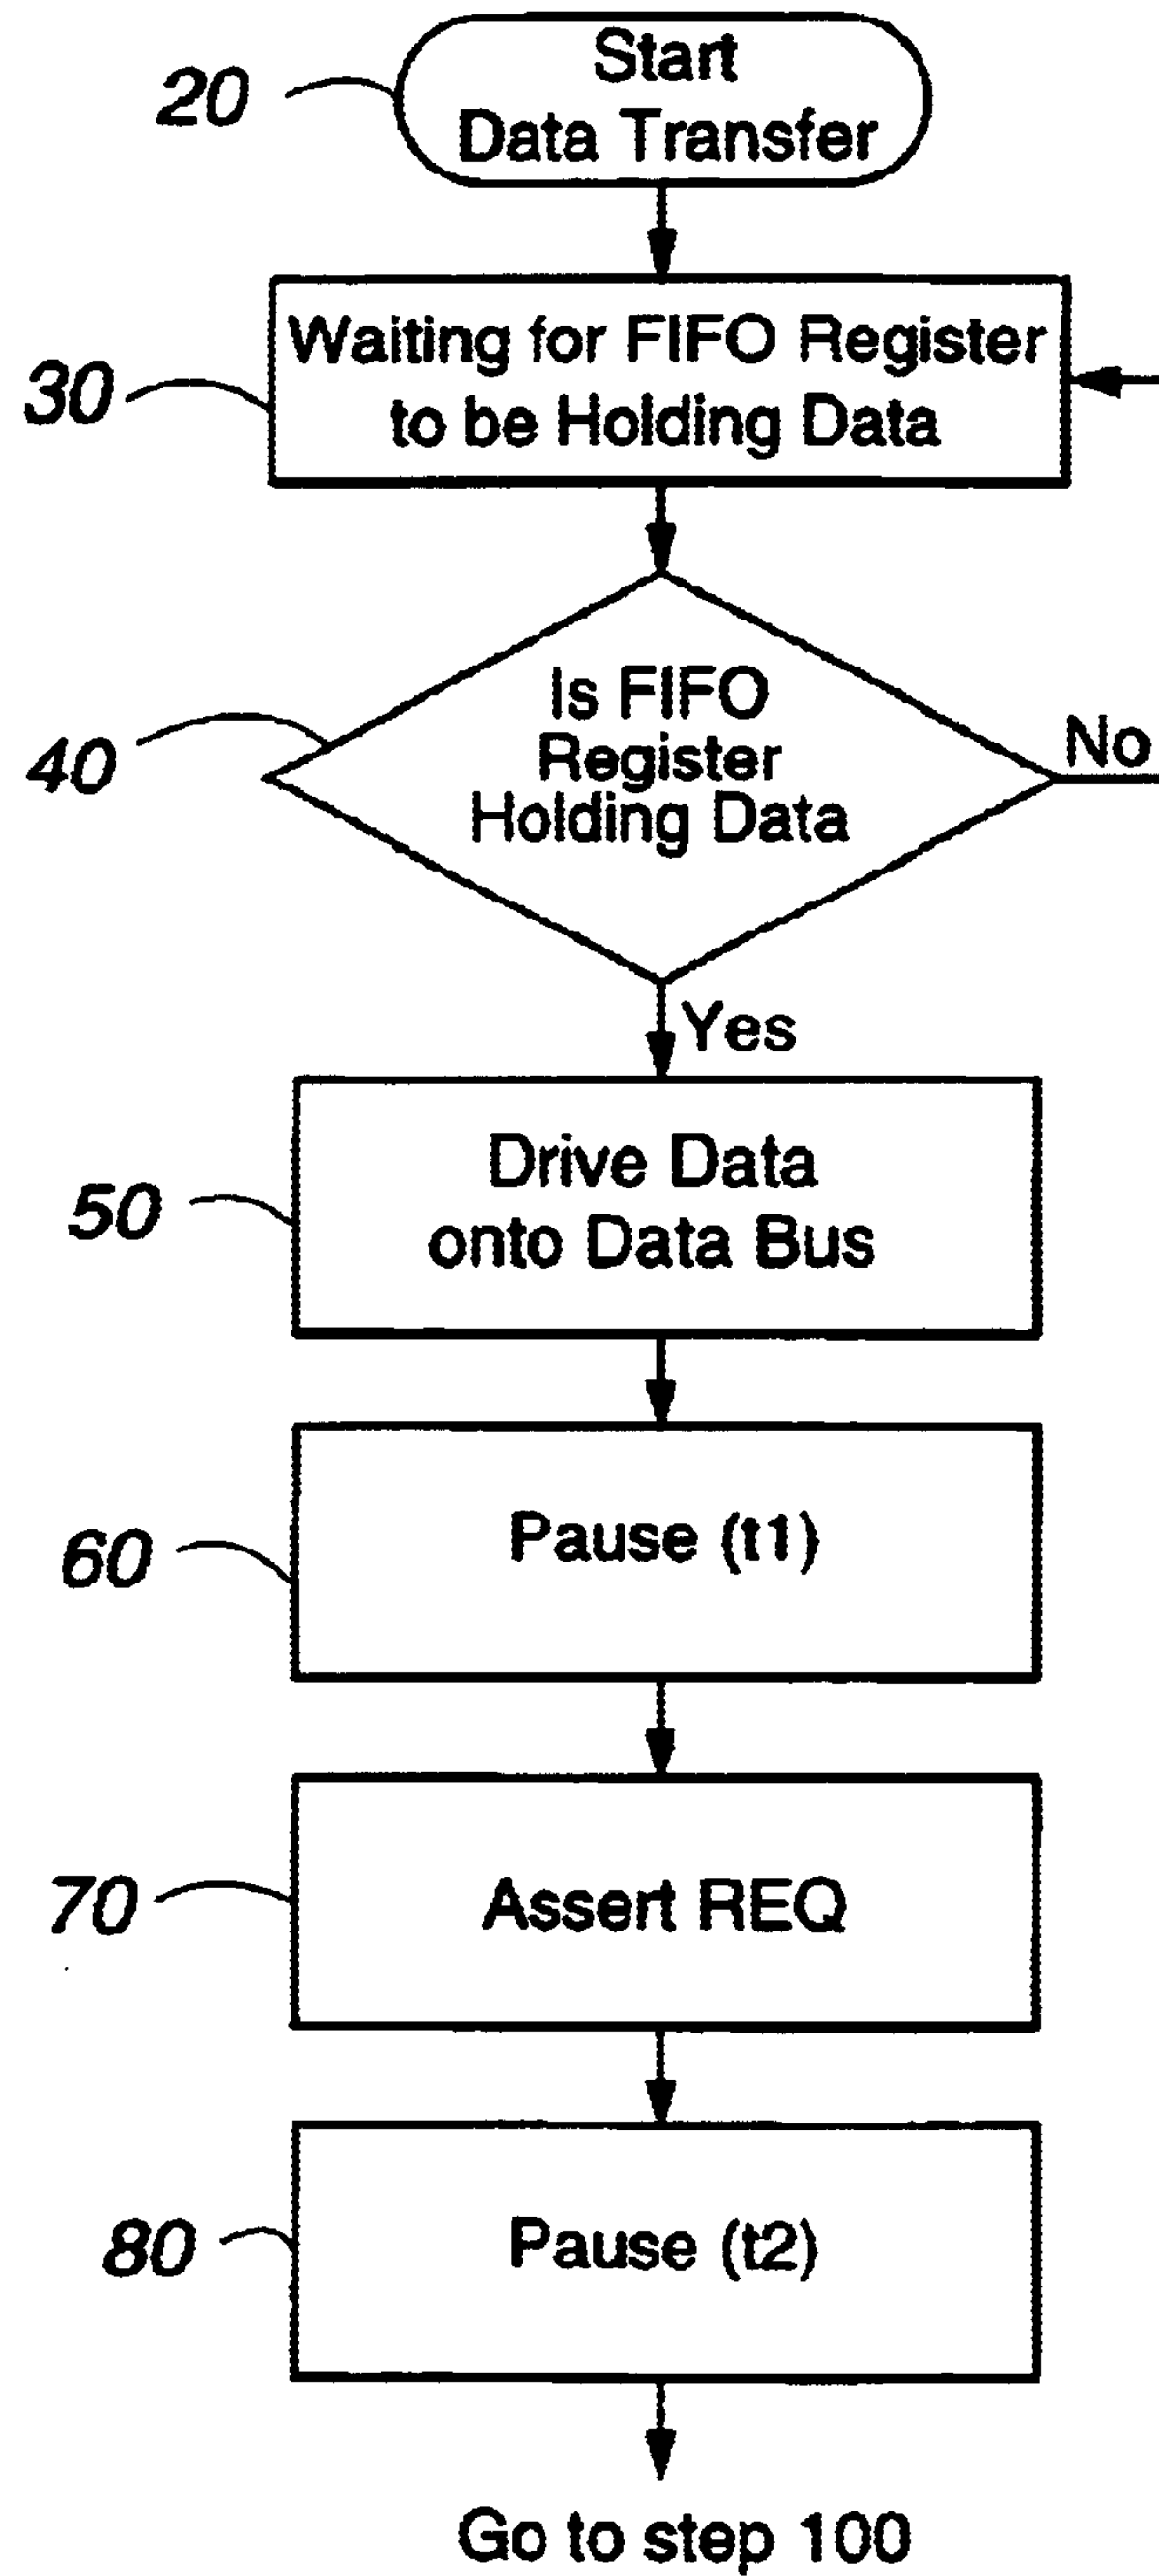 20
Start
Data Transfer
30
Waiting for FIFO Register
to be Holding Data
40
Is FIFO
Register
Holding Data
No
Yes
50
Drive Data
onto Data Bus
60
Pause (t1)
70
Assert REQ
80
Pause (t2)
Go to step 100